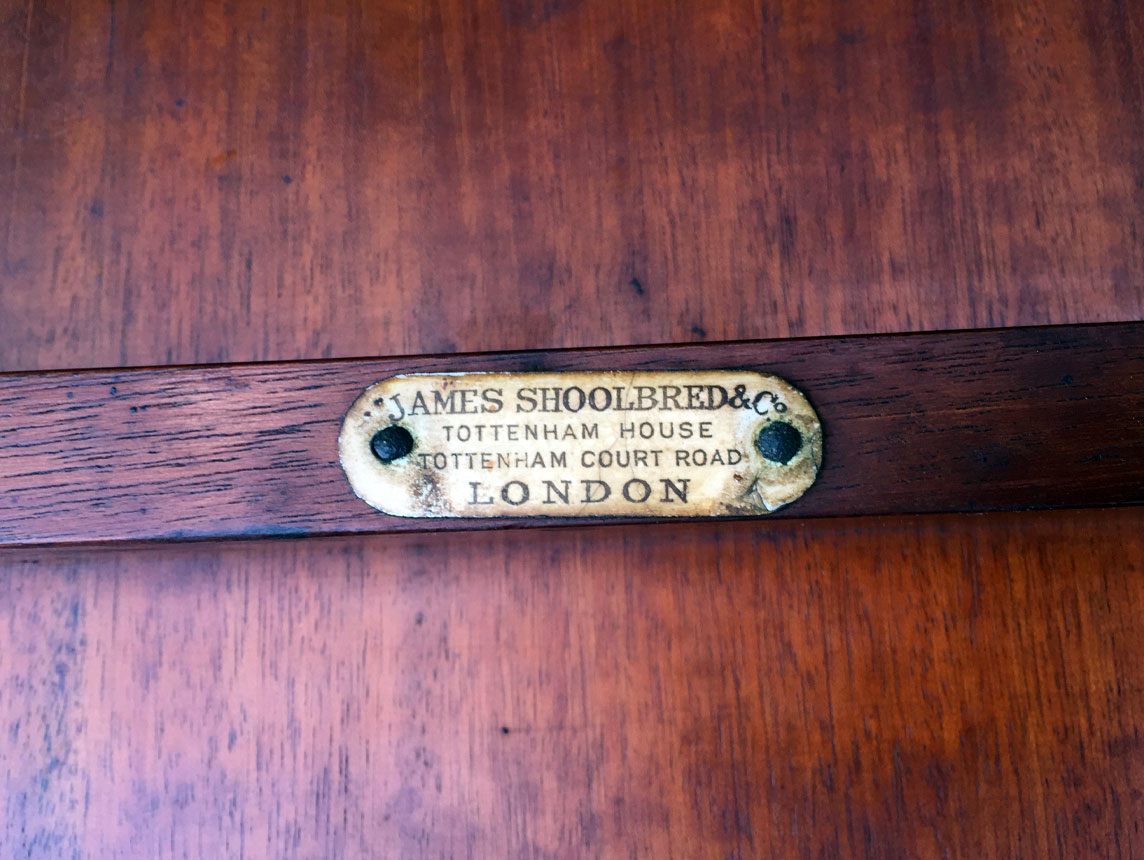 JAMES SHOOLBRED & Co
TOTTENHAM HOUSE
TOTTENHAM COURT ROAD
LONDON